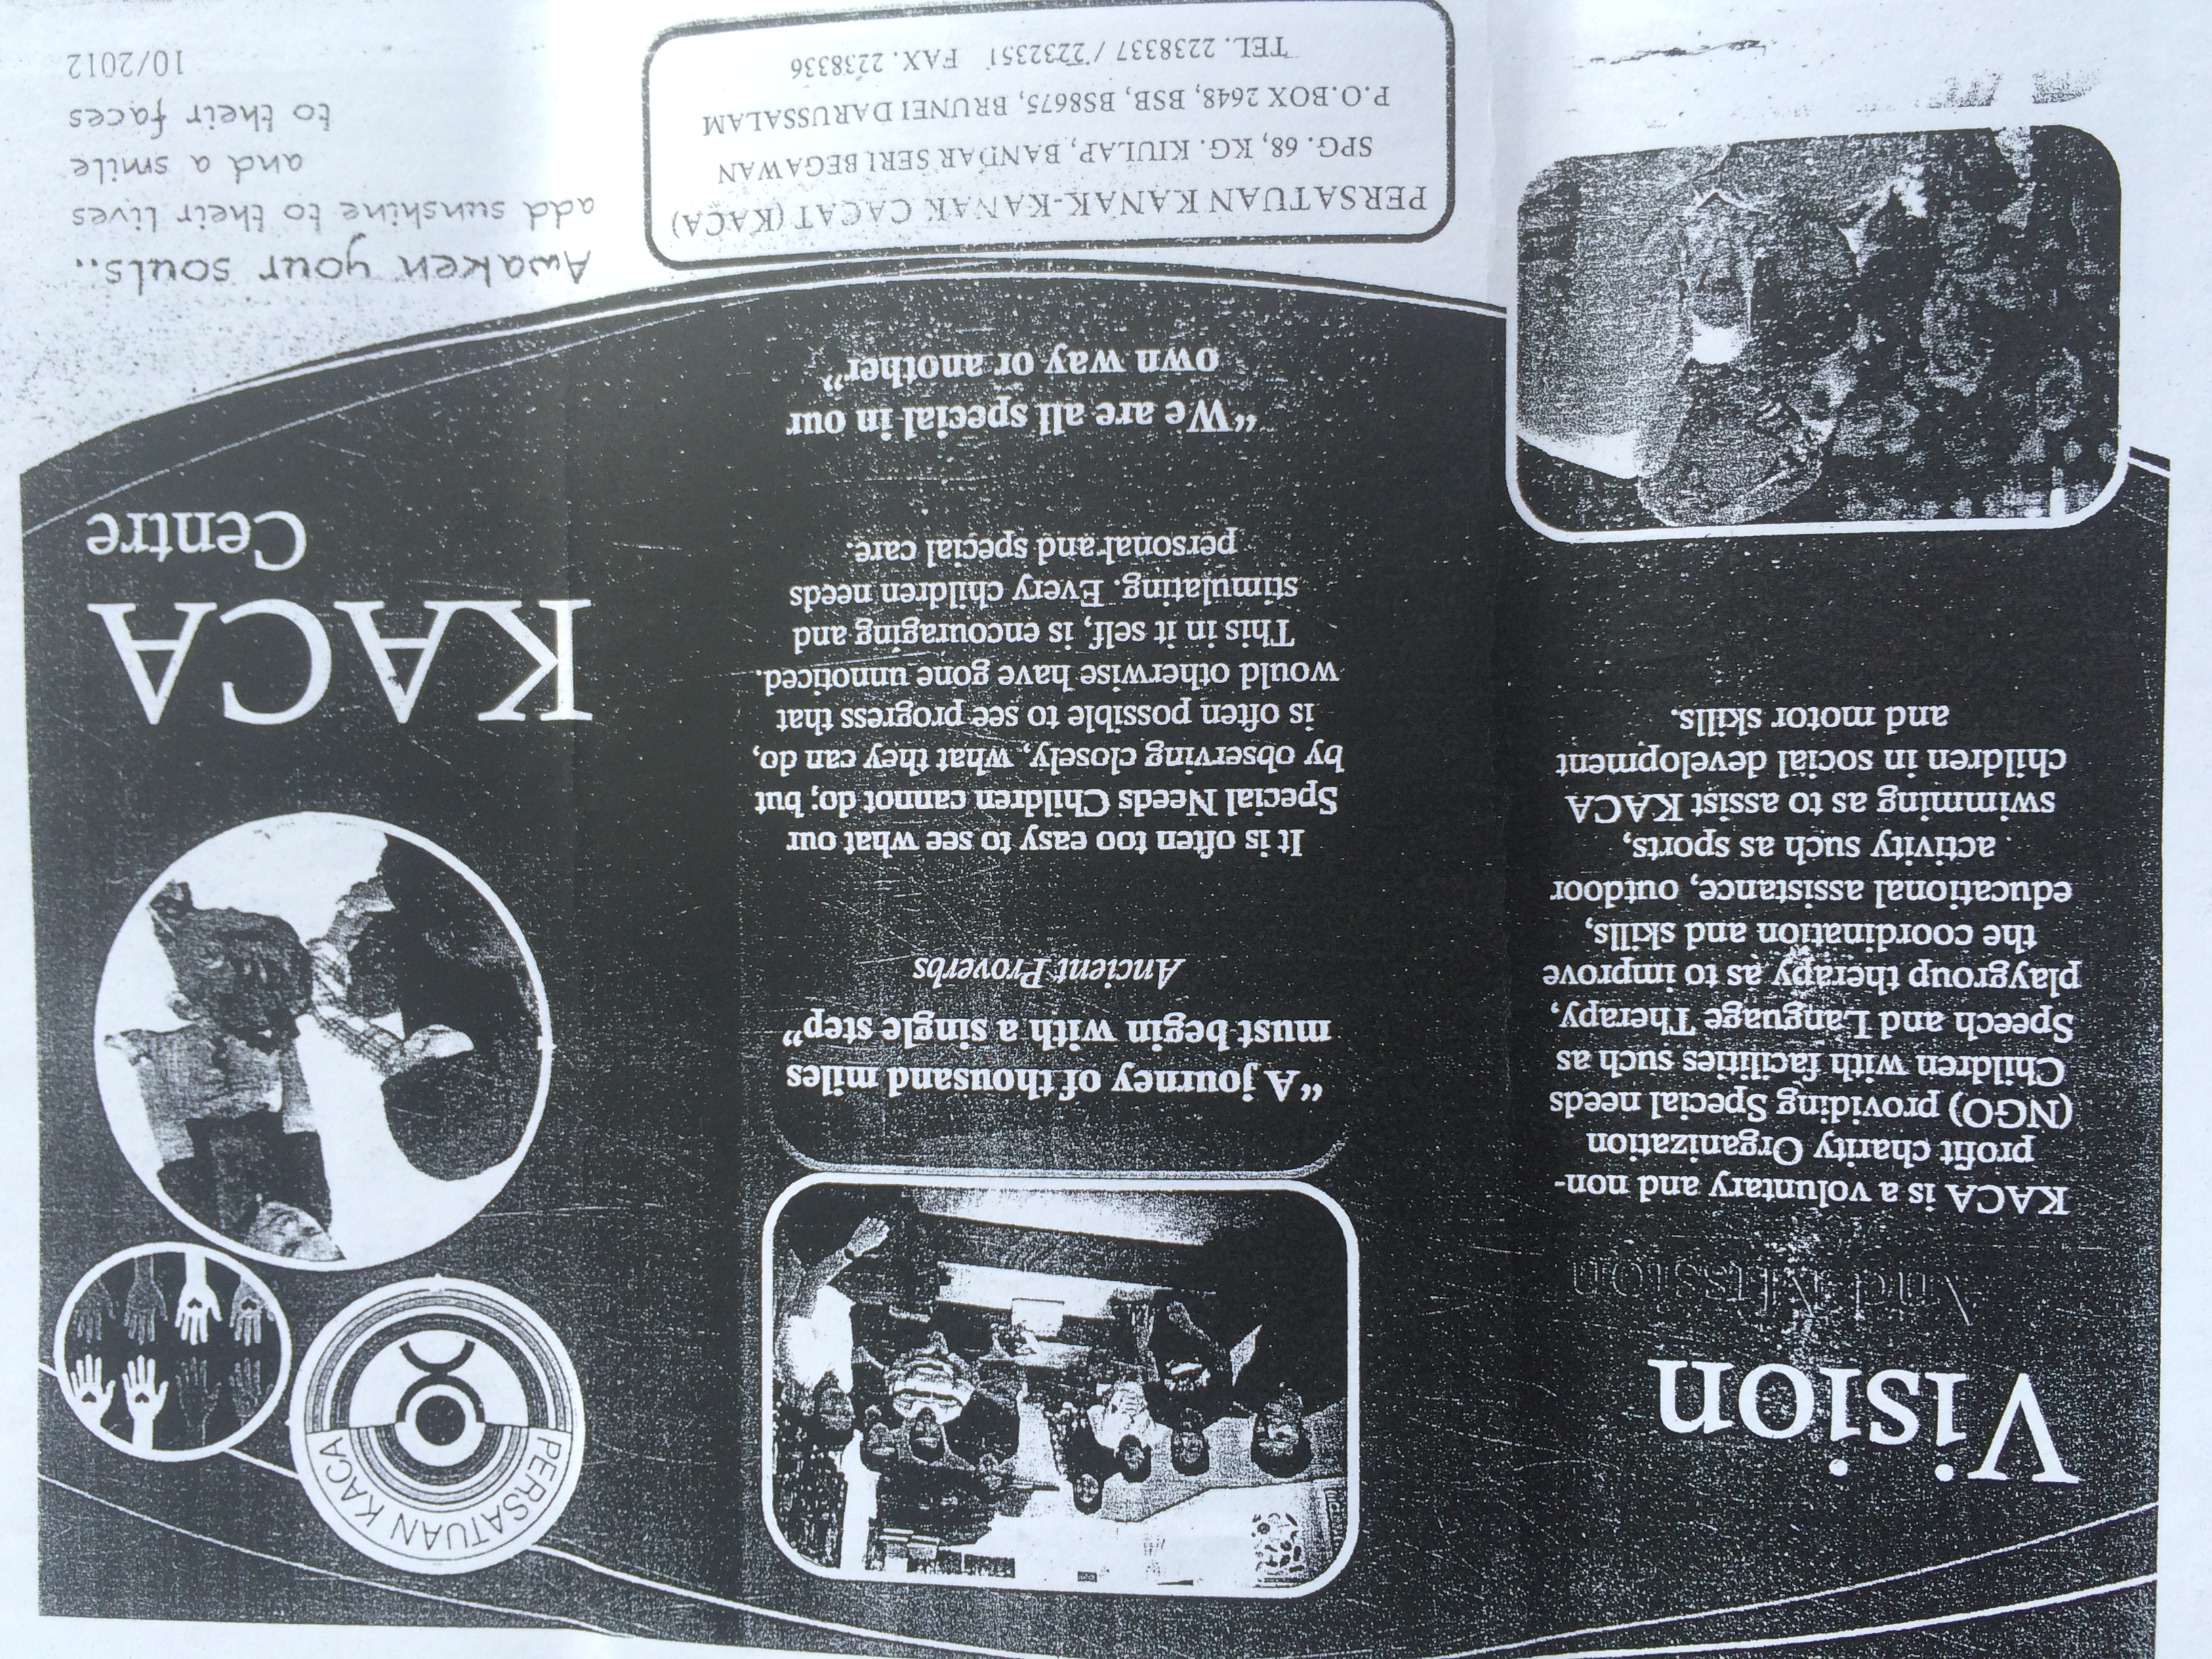 Vision
And Mission
KACA is a voluntary and non-
profit charity Organization
(NGO) providing Special needs
Children with facilities such as
Speech and Language Therapy,
playgroup therapy as to improve
the coordination and skills,
educational assistance, outdoor
activity such as sports,
swimming as to assist KACA
children in social development
and motor skills.
“A journey of thousand miles
must begin with a single step”
Ancient Proverbs
It is often too easy to see what our
Special Needs Children cannot do; but
by observing closely, what they can do,
is often possible to see progress that
would otherwise have gone unnoticed.
This in it self, is encouraging and
stimulating. Every children needs
personal and special care.
“We are all special in our
own way or another”
PERSATUAN KANAK-KANAK CACAT (KACA)
SPG. 68, KG. KIULAP, BANDAR SERI BEGAWAN
P.O.BOX 2648, BSB, BS8675, BRUNEI DARUSSALAM
TEL. 2238337 / 2232351 FAX. 2238336
PERSATUAN KACA
KACA
Centre
Awaken your souls..
add sunshine to their lives
and a smile
to their faces
10/2012